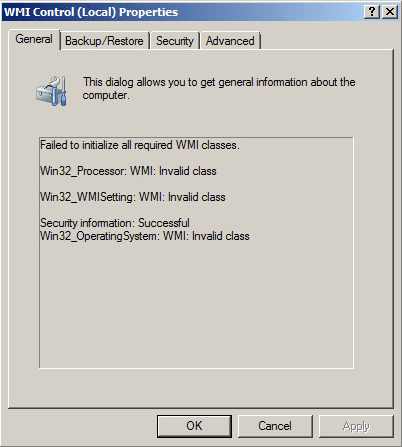 WMI Control (Local) Properties
General Backup/Restore Security Advanced
This dialog allows you to get general information about the
computer.
Failed to initialize all required WMI classes.
Win32_Processor: WMI: Invalid class
Win32_WMISetting: WMI: Invalid class
Security information: Successful
Win32_OperatingSystem: WMI: Invalid class
OK Cancel Apply